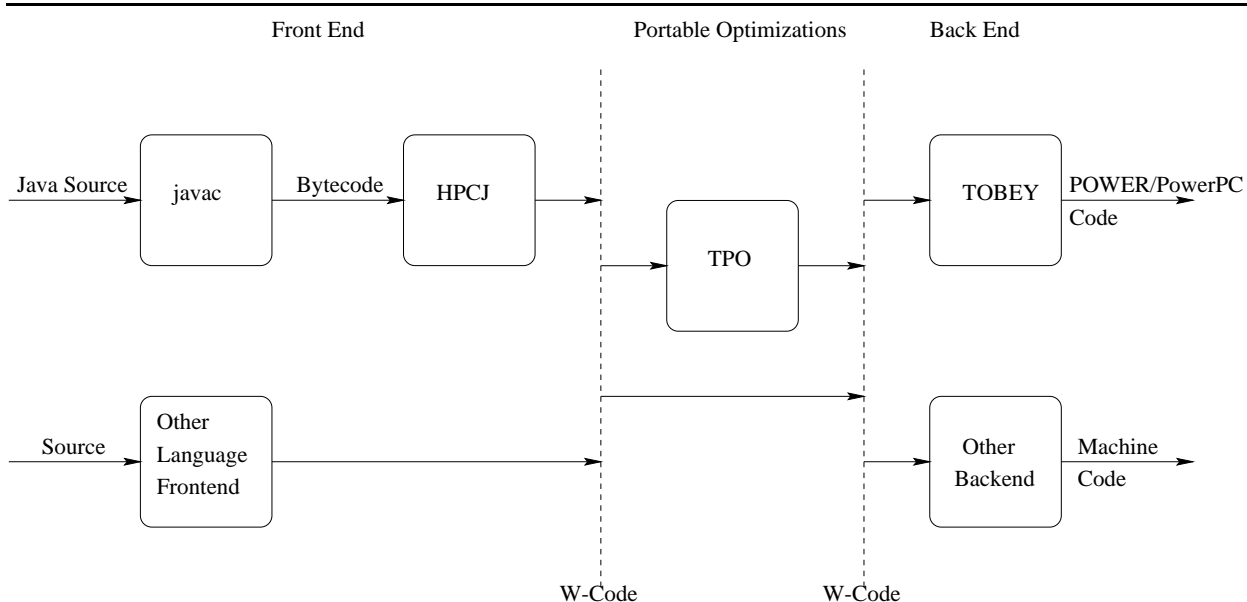 Front End
Portable Optimizations
Back End
Java Source
javac
Bytecode
HPCJ
TPO
TOBEY
POWER/PowerPC
Code
Source
Other
Language
Frontend
Other
Backend
Machine
Code
W-Code
W-Code